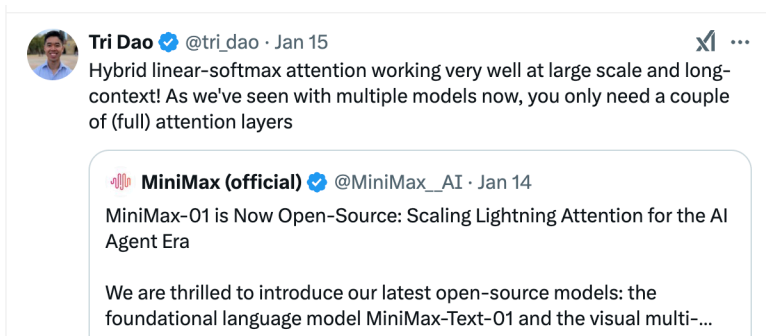 Tri Dao @tri_dao · Jan 15
Hybrid linear-softmax attention working very well at large scale and long-
context! As we've seen with multiple models now, you only need a couple
of (full) attention layers
MiniMax (official) @MiniMax__AI · Jan 14
MiniMax-01 is Now Open-Source: Scaling Lightning Attention for the AI
Agent Era
We are thrilled to introduce our latest open-source models: the
foundational language model MiniMax-Text-01 and the visual multi-...